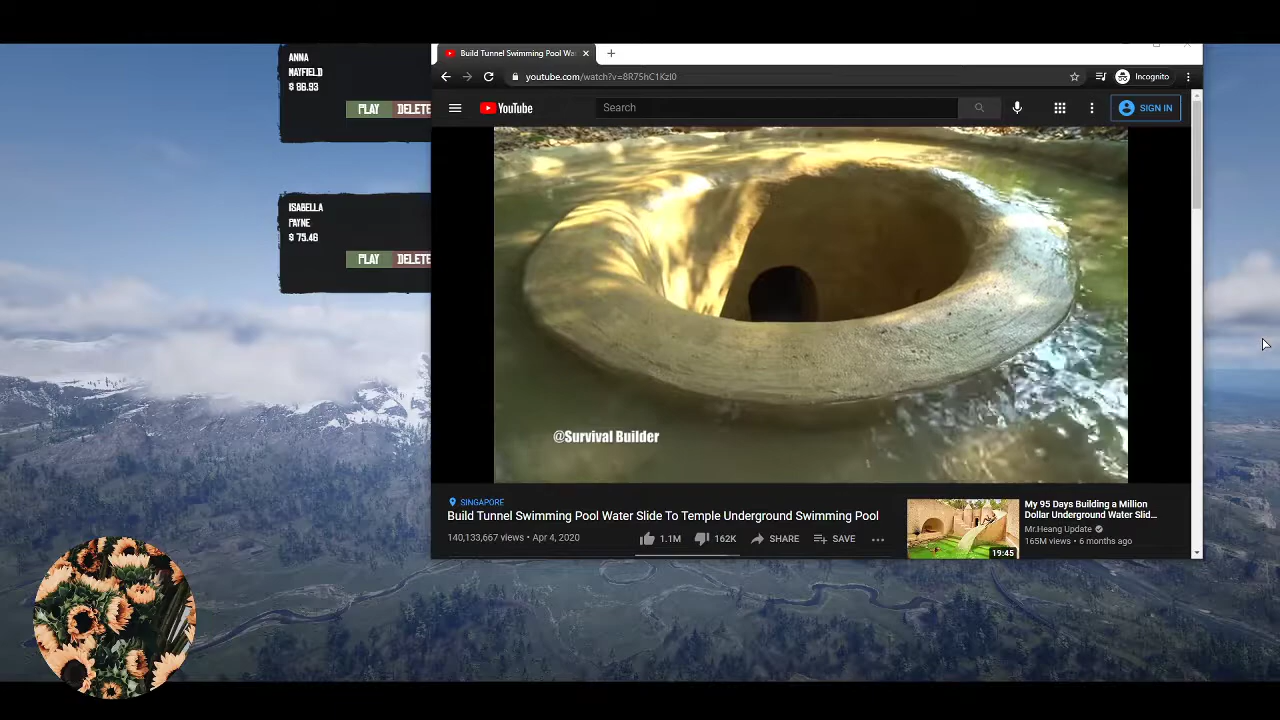 ANNA
MAYFIELD
$ 86.93
PLAY DELETE
ISABELLA
PAYNE
$ 75.46
PLAY DELETE
Build Tunnel Swimming Pool Wa
youtube.com/watch?v=8R75hC1KzI0
Incognito
YouTube
Search
SIGN IN
@Survival Builder
SINGAPORE
Build Tunnel Swimming Pool Water Slide To Temple Underground Swimming Pool
140,133,667 views • Apr 4, 2020
1.1M 162K SHARE SAVE
My 95 Days Building a Million
Dollar Underground Water Slid...
Mr.Heang Update
165M views • 6 months ago
19:45